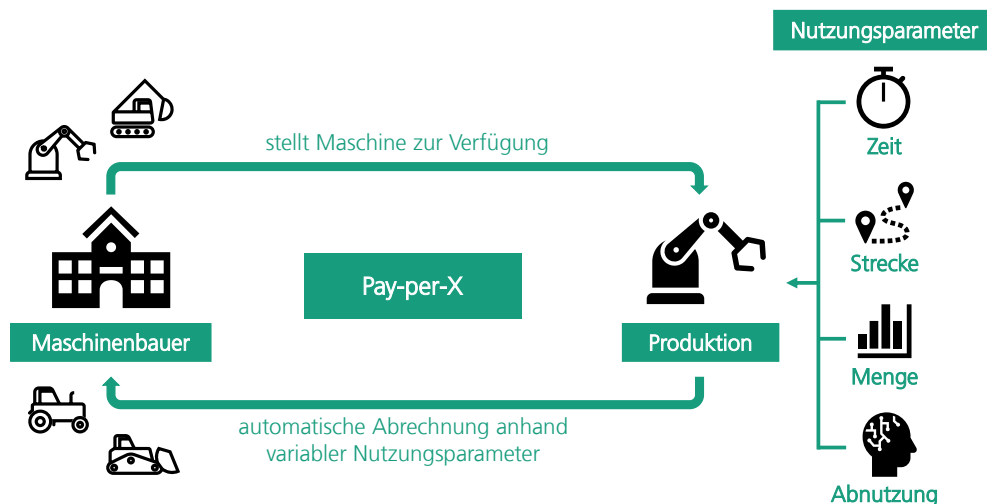 Nutzungsparameter
Zeit
stellt Maschine zur Verfügung
Strecke
Pay-per-X
Maschinenbauer
Produktion
Menge
automatische Abrechnung anhand
variabler Nutzungsparameter
Abnutzung